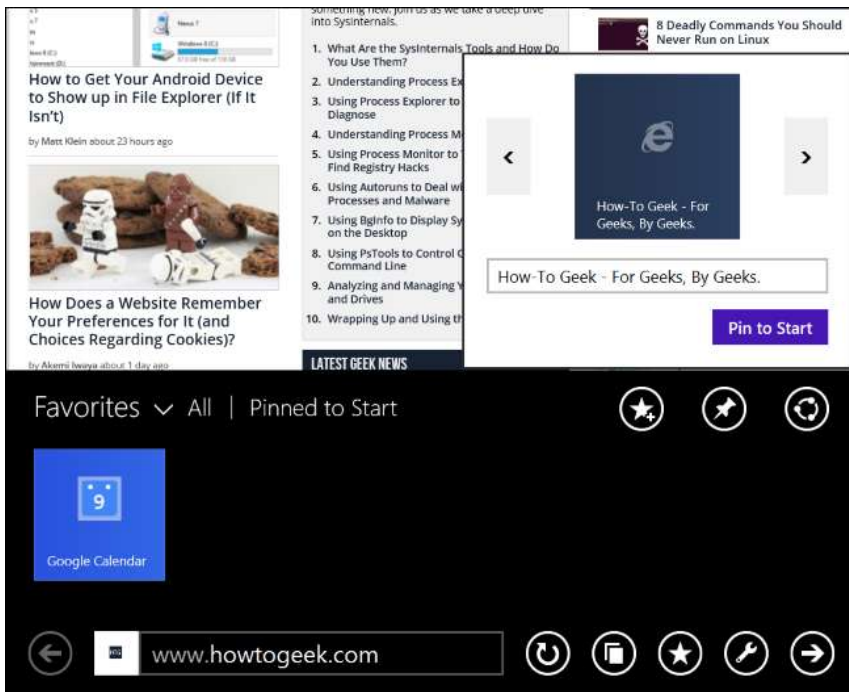 something new. Join us as we take a deep dive
into Sysinternals.
8 Deadly Commands You Should
Never Run on Linux
Nexus 7
Windows 8 (C:)
How to Get Your Android Device
to Show up in File Explorer (If It
Isn't)
by Matt Klein about 23 hours ago
1. What Are the SysInternals Tools and How Do
You Use Them?
2. Understanding Process Ex
3. Using Process Explorer to
Diagnose
4. Understanding Process M
5. Using Process Monitor to
Find Registry Hacks
6. Using Autoruns to Deal wi
Processes and Malware
7. Using BgInfo to Display Sy
on the Desktop
8. Using PsTools to Control
Command Line
9. Analyzing and Managing
and Drives
10. Wrapping Up and Using th
How Does a Website Remember
Your Preferences for It (and
Choices Regarding Cookies)?
by Akemi Iwaya about 1 day ago
LATEST GEEK NEWS
How-To Geek - For
Geeks, By Geeks.
How-To Geek - For Geeks, By Geeks.
Pin to Start
Favorites All | Pinned to Start
9
Google Calendar
www.howtogeek.com